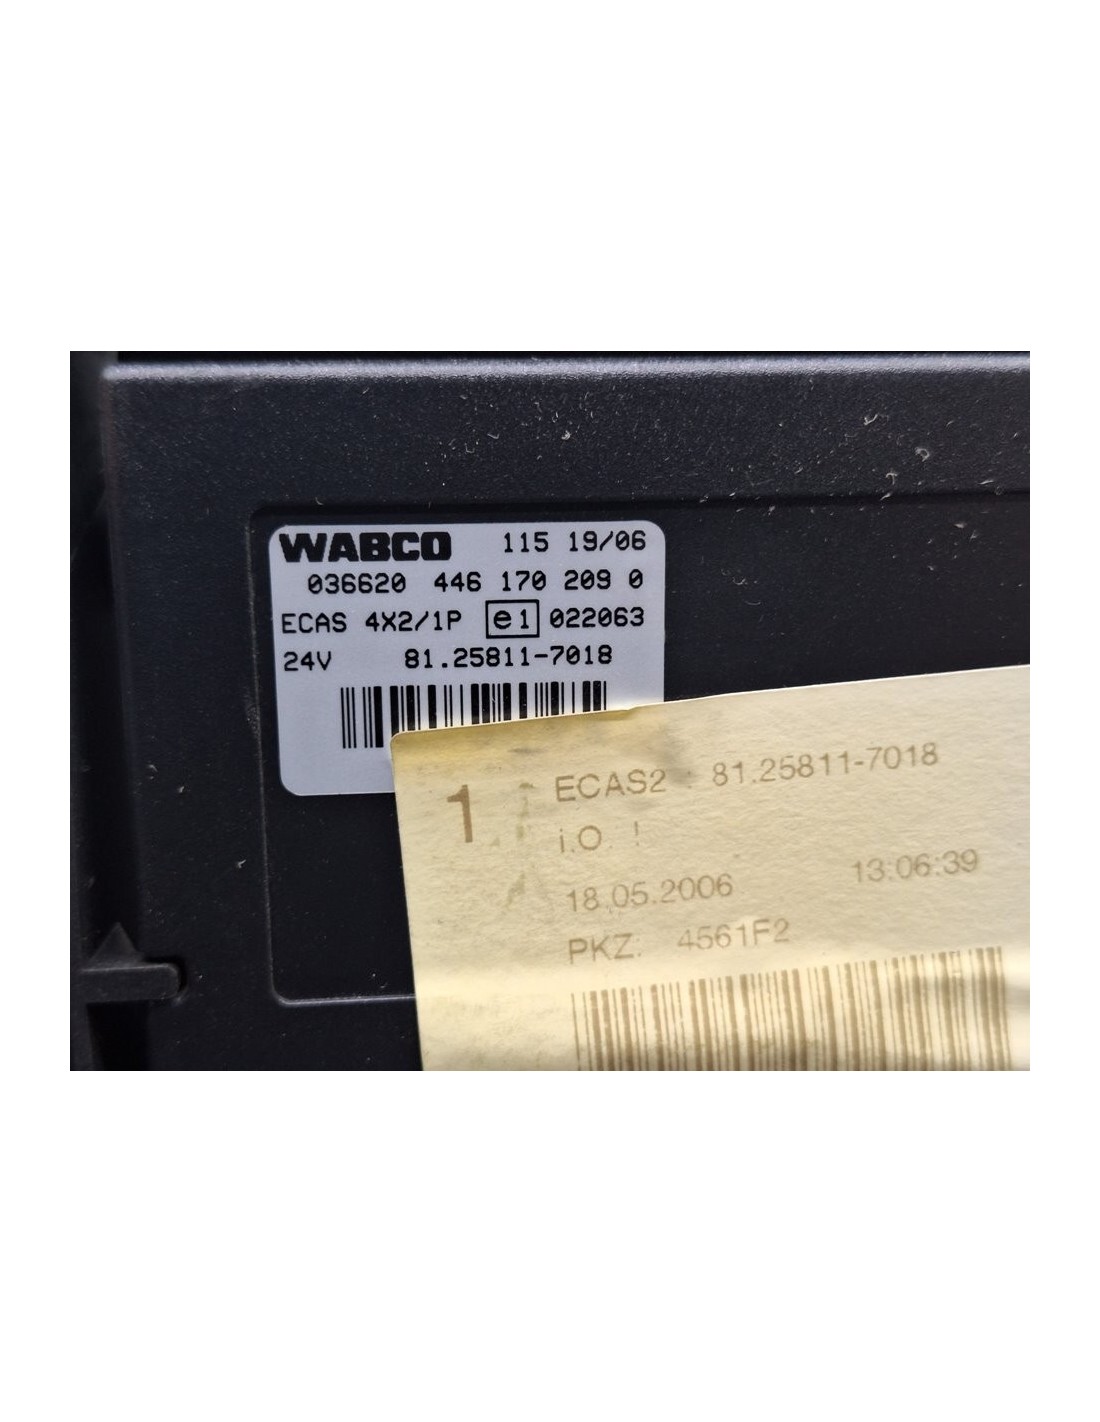 WABCO 115 19/06
036620 446 170 209 0
ECAS 4X2/1P e1 022063
24V 81.25811-7018
1 ECAS2 : 81.25811-7018
i.O. !
18.05.2006 13:06:39
PKZ: 4561F2